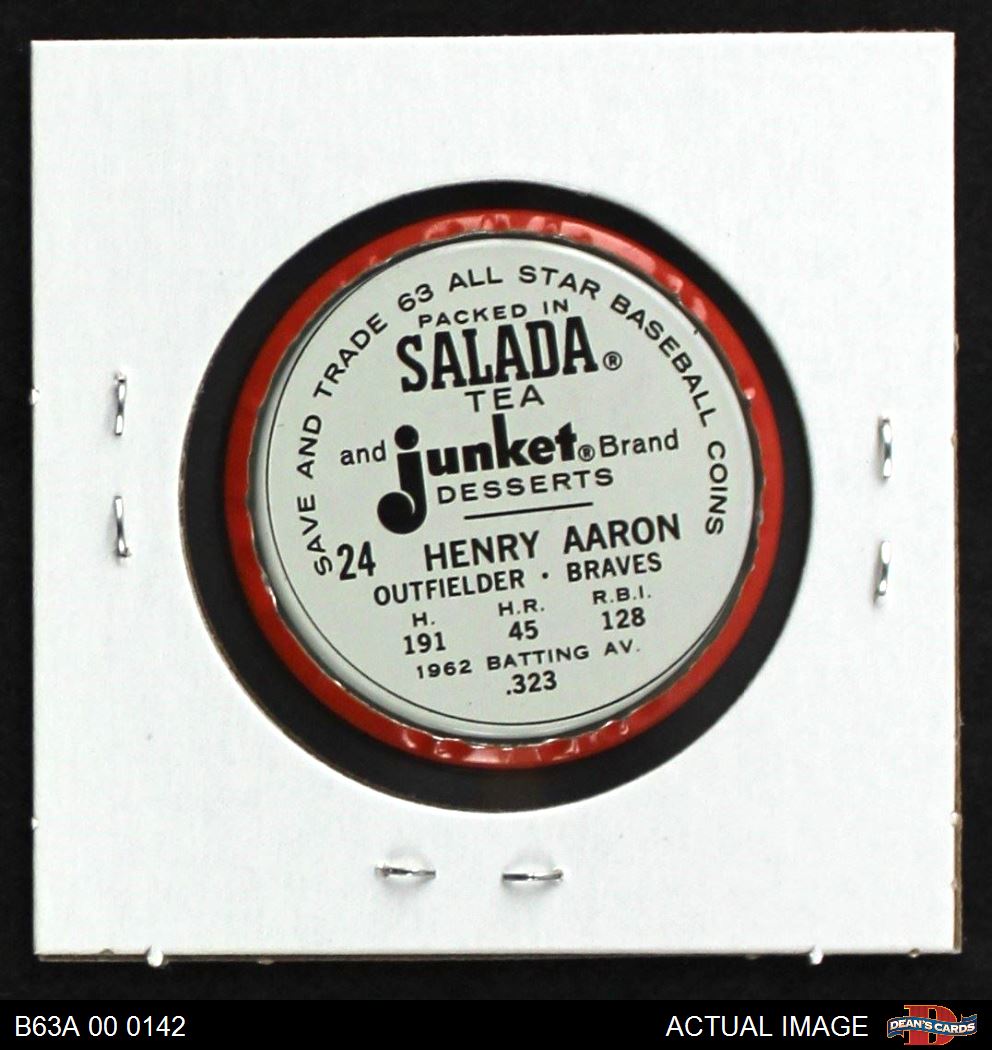 SAVE AND TRADE 63 ALL STAR BASEBALL COINS
PACKED IN
SALADA®
TEA
and junket® Brand
DESSERTS
24 HENRY AARON
OUTFIELDER · BRAVES
H. H.R. R.B.I.
191 45 128
1962 BATTING AV.
.323
B63A 00 0142
ACTUAL IMAGE
DEAN'S CARDS